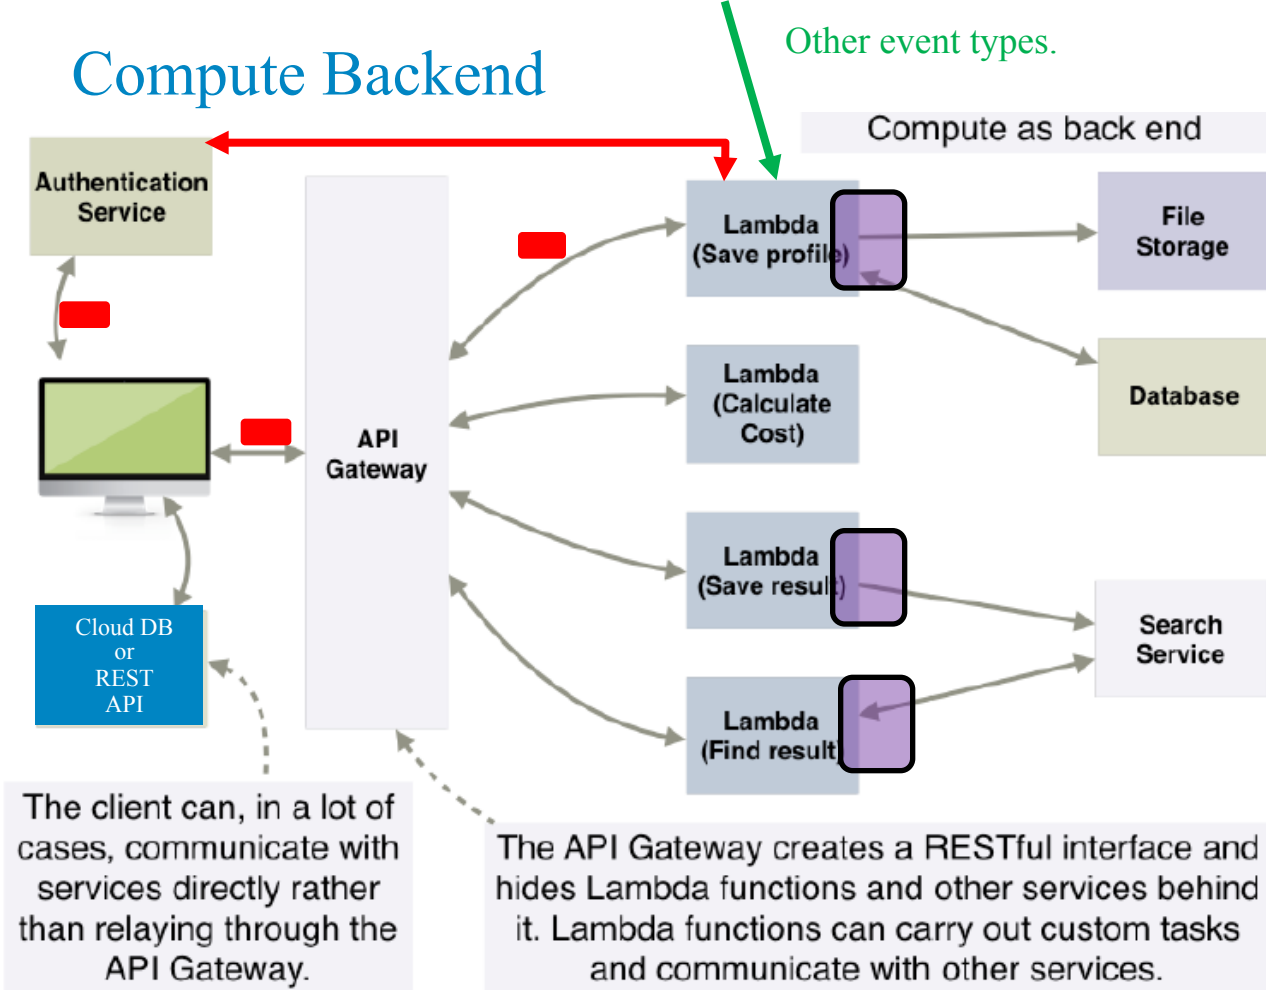 Other event types.
Compute Backend
Compute as back end
Authentication
Service
Lambda
(Save profile)
File
Storage
Lambda
(Calculate
Cost)
Database
API
Gateway
Lambda
(Save result)
Search
Service
Cloud DB
or
REST
API
Lambda
(Find result)
The client can, in a lot of
cases, communicate with
services directly rather
than relaying through the
API Gateway.
The API Gateway creates a RESTful interface and
hides Lambda functions and other services behind
it. Lambda functions can carry out custom tasks
and communicate with other services.